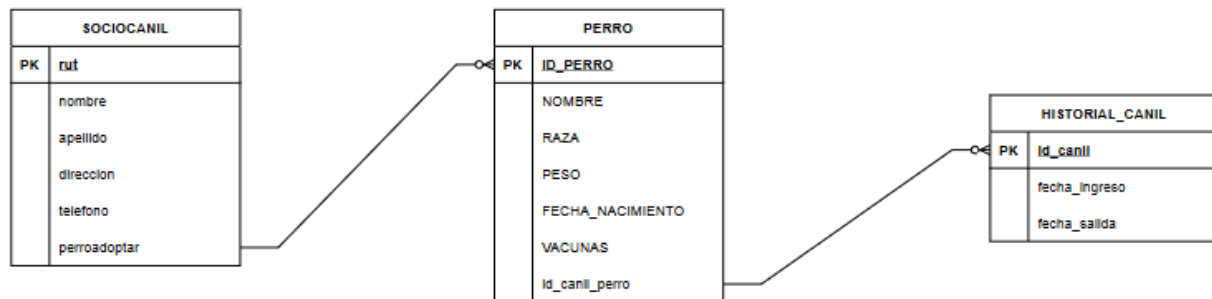 SOCIOCANIL
PK rut
nombre
apellido
direccion
telefono
perroadoptar
PERRO
PK ID_PERRO
NOMBRE
RAZA
PESO
FECHA_NACIMIENTO
VACUNAS
id_canil_perro
HISTORIAL_CANIL
PK id_canil
fecha_ingreso
fecha_salida